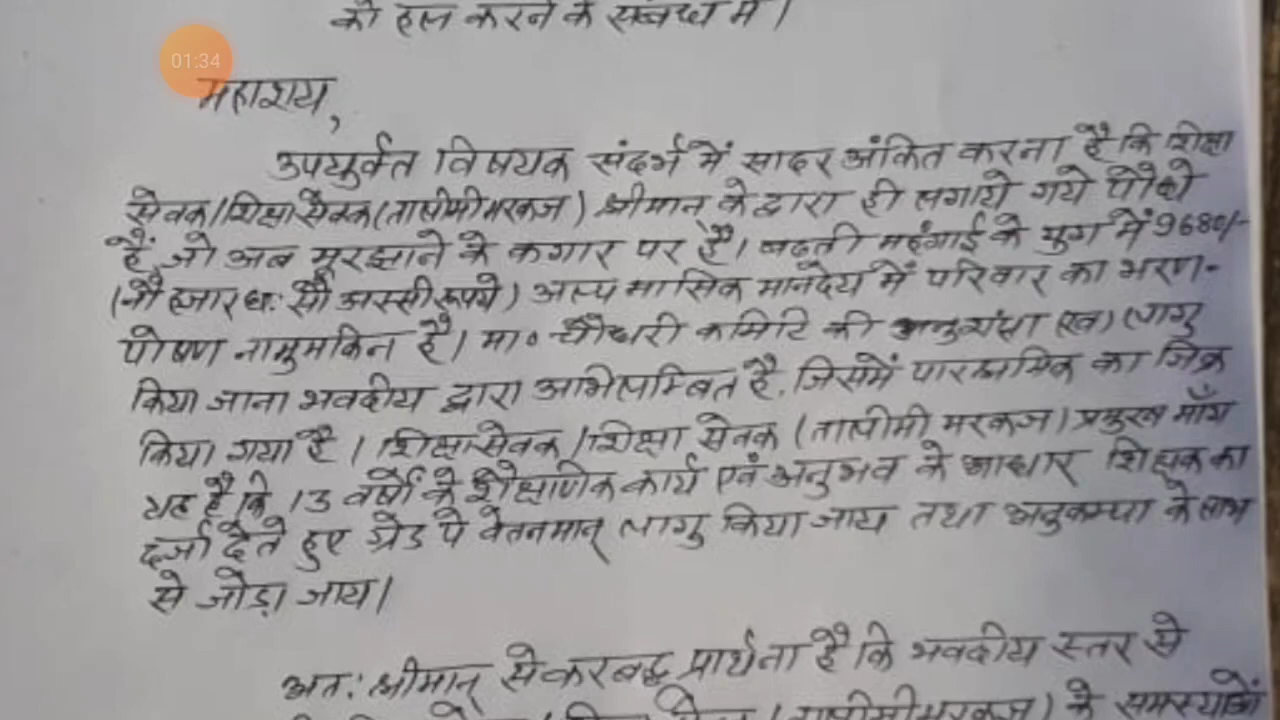 को हल करने के संबंध में।
01:34
महाशय,
उपर्युक्त विषयक संदर्भ में सादर अंकित करना है कि शिक्षा
सेवक/शिक्षा सेवक (तालीमी मरकज) श्रीमान् के द्वारा ही लगाये गये पौधे
हैं, जो अब मूरझाने के कगार पर है। बढ़ती महंगाई के युग में 9680/-
(नौ हजार छः सौ अस्सी रूपये) अल्प मासिक मानदेय में परिवार का भरण-
पोषण नामुमकिन है। मा० चौधरी कमिटि की अनुशंषा (ख) लागु
किया जाना भवदीय द्वारा अभिलम्बित है, जिसमें पारिश्रमिक का जिक्र
किया गया है। शिक्षा सेवक/शिक्षा सेवक (तालीमी मरकज) प्रमुख माँग
यह है कि 13 वर्षों के शैक्षणिक कार्य एवं अनुभव के आधार शिक्षक का
दर्जा देते हुए ग्रेड पे वेतनमान् लागु किया जाय तथा अनुकम्पा के लाभ
से जोड़ा जाय।
अतः श्रीमान् से करबद्ध प्रार्थना है कि भवदीय स्तर से
(तालीमी मरकज) के समस्याओं